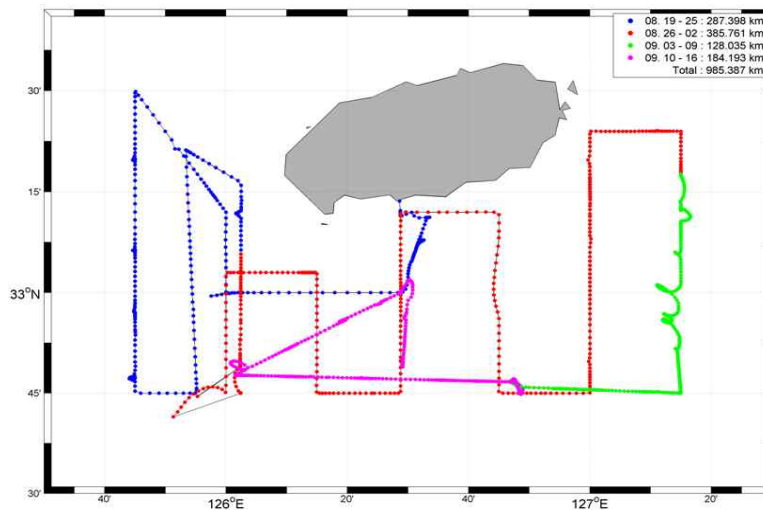 08. 19 - 25 : 287.398 km
08. 26 - 02 : 385.761 km
09. 03 - 09 : 128.035 km
09. 10 - 16 : 184.193 km
Total : 985.387 km
30'
15'
33°N
45'
30'
40' 126°E 20' 40' 127°E 20'